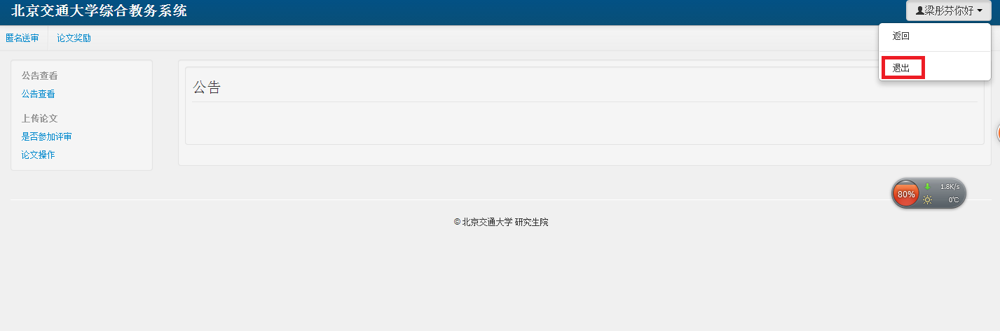 北京交通大学综合教务系统
梁彤芬你好
匿名送审
论文奖励
返回
退出
公告查看
公告查看
上传论文
是否参加评审
论文操作
公告
80%
1.8K/s
0℃
© 北京交通大学 研究生院